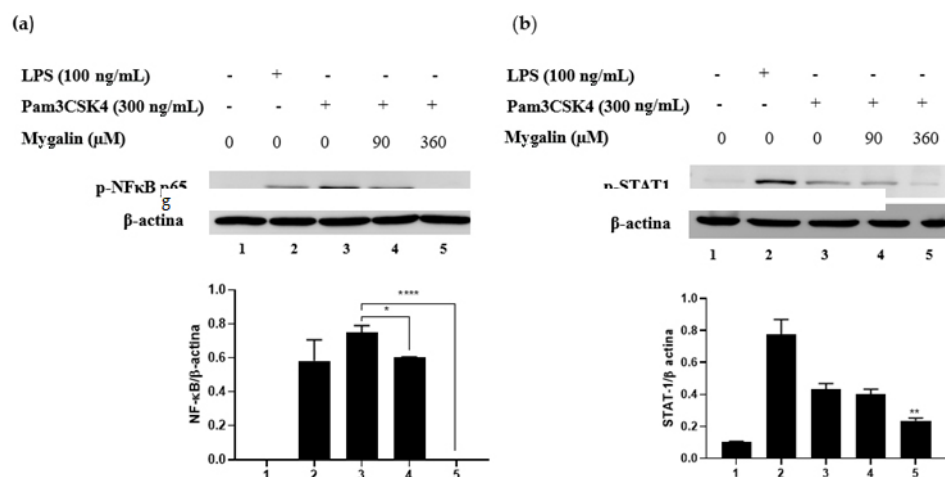 (a)
LPS (100 ng/mL) - + - - -
Pam3CSK4 (300 ng/mL) - - + + +
Mygalin (µM) 0 0 0 90 360
p-NFκB p65
g
β-actina
1 2 3 4 5
NF-κB/β-actina
0.8
0.6
0.4
0.2
0.0
****
*
1 2 3 4 5
(b)
LPS (100 ng/mL) - + - - -
Pam3CSK4 (300 ng/mL) - - + + +
Mygalin (µM) 0 0 0 90 360
p-STAT1
β-actina
1 2 3 4 5
STAT-1/β actina
1.0
0.8
0.6
0.4
0.2
0.0
**
1 2 3 4 5